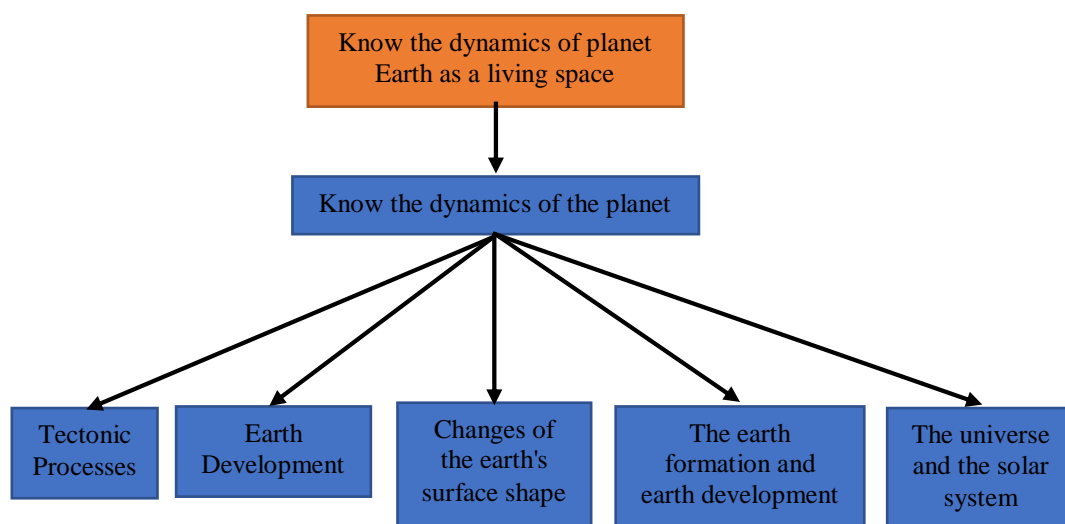 Know the dynamics of planet
Earth as a living space
Know the dynamics of the planet
Tectonic
Processes
Earth
Development
Changes of
the earth's
surface shape
The earth
formation and
earth development
The universe
and the solar
system